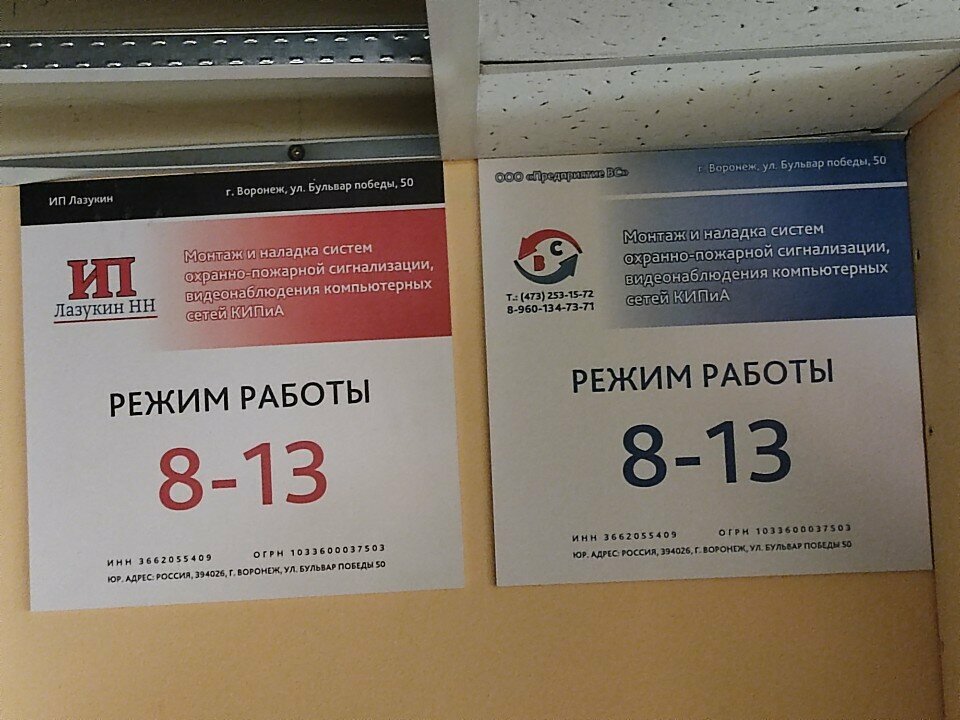 ИП Лазукин
г. Воронеж, ул. Бульвар победы, 50
ИП
Лазукин НН
Монтаж и наладка систем
охранно-пожарной сигнализации,
видеонаблюдения компьютерных
сетей КИПиА
РЕЖИМ РАБОТЫ
8-13
ИНН 3662055409 ОГРН 1033600037503
ЮР. АДРЕС: РОССИЯ, 394026, Г. ВОРОНЕЖ, УЛ. БУЛЬВАР ПОБЕДЫ 50
ООО «Предприятие ВС»
г. Воронеж, ул. Бульвар победы, 50
В С
Т.: (473) 253-15-72
8-960-134-73-71
Монтаж и наладка систем
охранно-пожарной сигнализации,
видеонаблюдения компьютерных
сетей КИПиА
РЕЖИМ РАБОТЫ
8-13
ИНН 3662055409 ОГРН 1033600037503
ЮР. АДРЕС: РОССИЯ, 394026, Г. ВОРОНЕЖ, УЛ. БУЛЬВАР ПОБЕДЫ 50